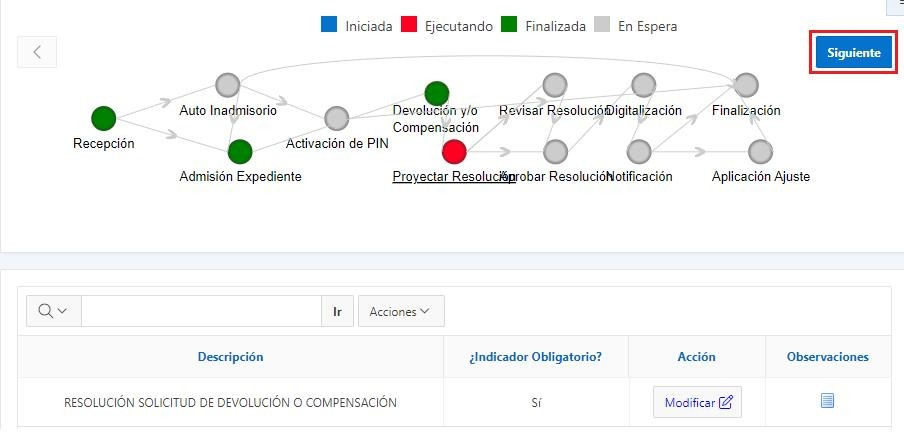 Iniciada Ejecutando Finalizada En Espera
Siguiente
Auto Inadmisorio
Devolución y/o
Compensación
Revisar Resolución
Digitalización
Finalización
Recepción
Activación de PIN
Admisión Expediente
Proyectar Resolución
Aprobar Resolución
Notificación
Aplicación Ajuste
Ir
Acciones
Descripción ¿Indicador Obligatorio? Acción Observaciones
RESOLUCIÓN SOLICITUD DE DEVOLUCIÓN O COMPENSACIÓN Sí Modificar